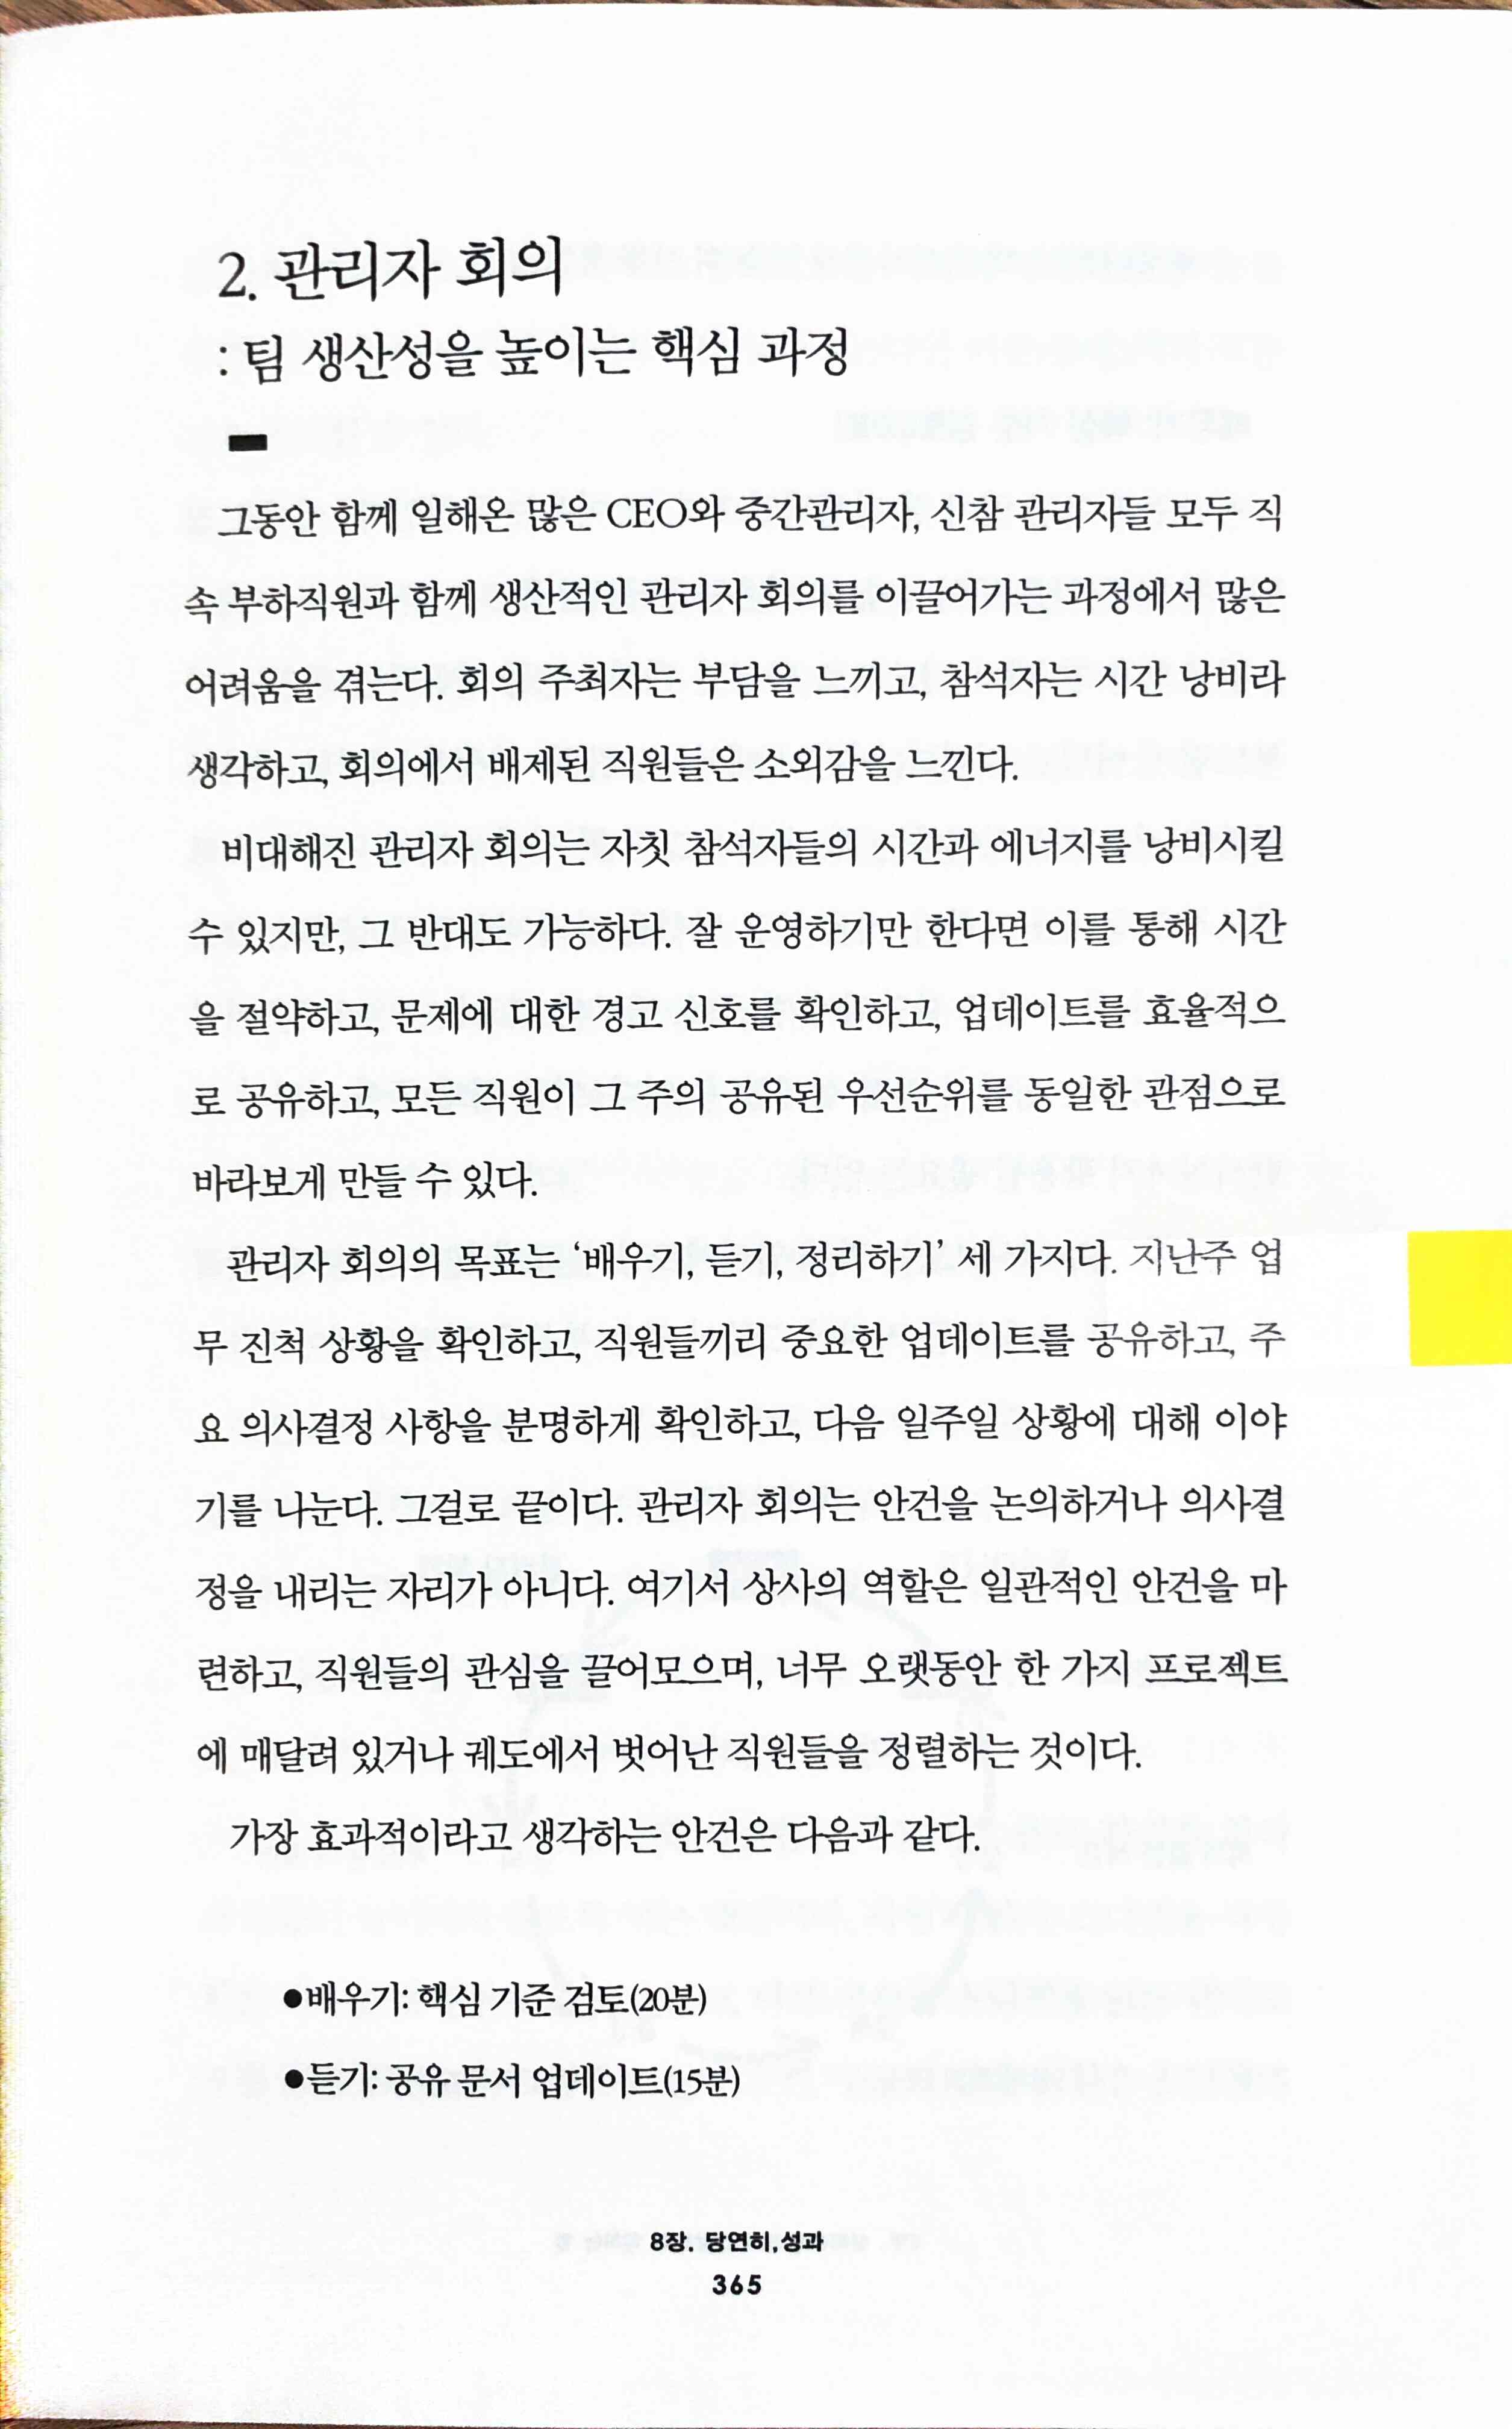 2. 관리자 회의
: 팀 생산성을 높이는 핵심 과정
그동안 함께 일해온 많은 CEO와 중간관리자, 신참 관리자들 모두 직
속 부하직원과 함께 생산적인 관리자 회의를 이끌어가는 과정에서 많은
어려움을 겪는다. 회의 주최자는 부담을 느끼고, 참석자는 시간 낭비라
생각하고, 회의에서 배제된 직원들은 소외감을 느낀다.
비대해진 관리자 회의는 자칫 참석자들의 시간과 에너지를 낭비시킬
수 있지만, 그 반대도 가능하다. 잘 운영하기만 한다면 이를 통해 시간
을 절약하고, 문제에 대한 경고 신호를 확인하고, 업데이트를 효율적으
로 공유하고, 모든 직원이 그 주의 공유된 우선순위를 동일한 관점으로
바라보게 만들 수 있다.
관리자 회의의 목표는 ‘배우기, 듣기, 정리하기’ 세 가지다. 지난주 업
무 진척 상황을 확인하고, 직원들끼리 중요한 업데이트를 공유하고, 주
요 의사결정 사항을 분명하게 확인하고, 다음 일주일 상황에 대해 이야
기를 나눈다. 그걸로 끝이다. 관리자 회의는 안건을 논의하거나 의사결
정을 내리는 자리가 아니다. 여기서 상사의 역할은 일관적인 안건을 마
련하고, 직원들의 관심을 끌어모으며, 너무 오랫동안 한 가지 프로젝트
에 매달려 있거나 궤도에서 벗어난 직원들을 정렬하는 것이다.
가장 효과적이라고 생각하는 안건은 다음과 같다.
●배우기: 핵심 기준 검토(20분)
●듣기: 공유 문서 업데이트(15분)
8장. 당연히, 성과
365